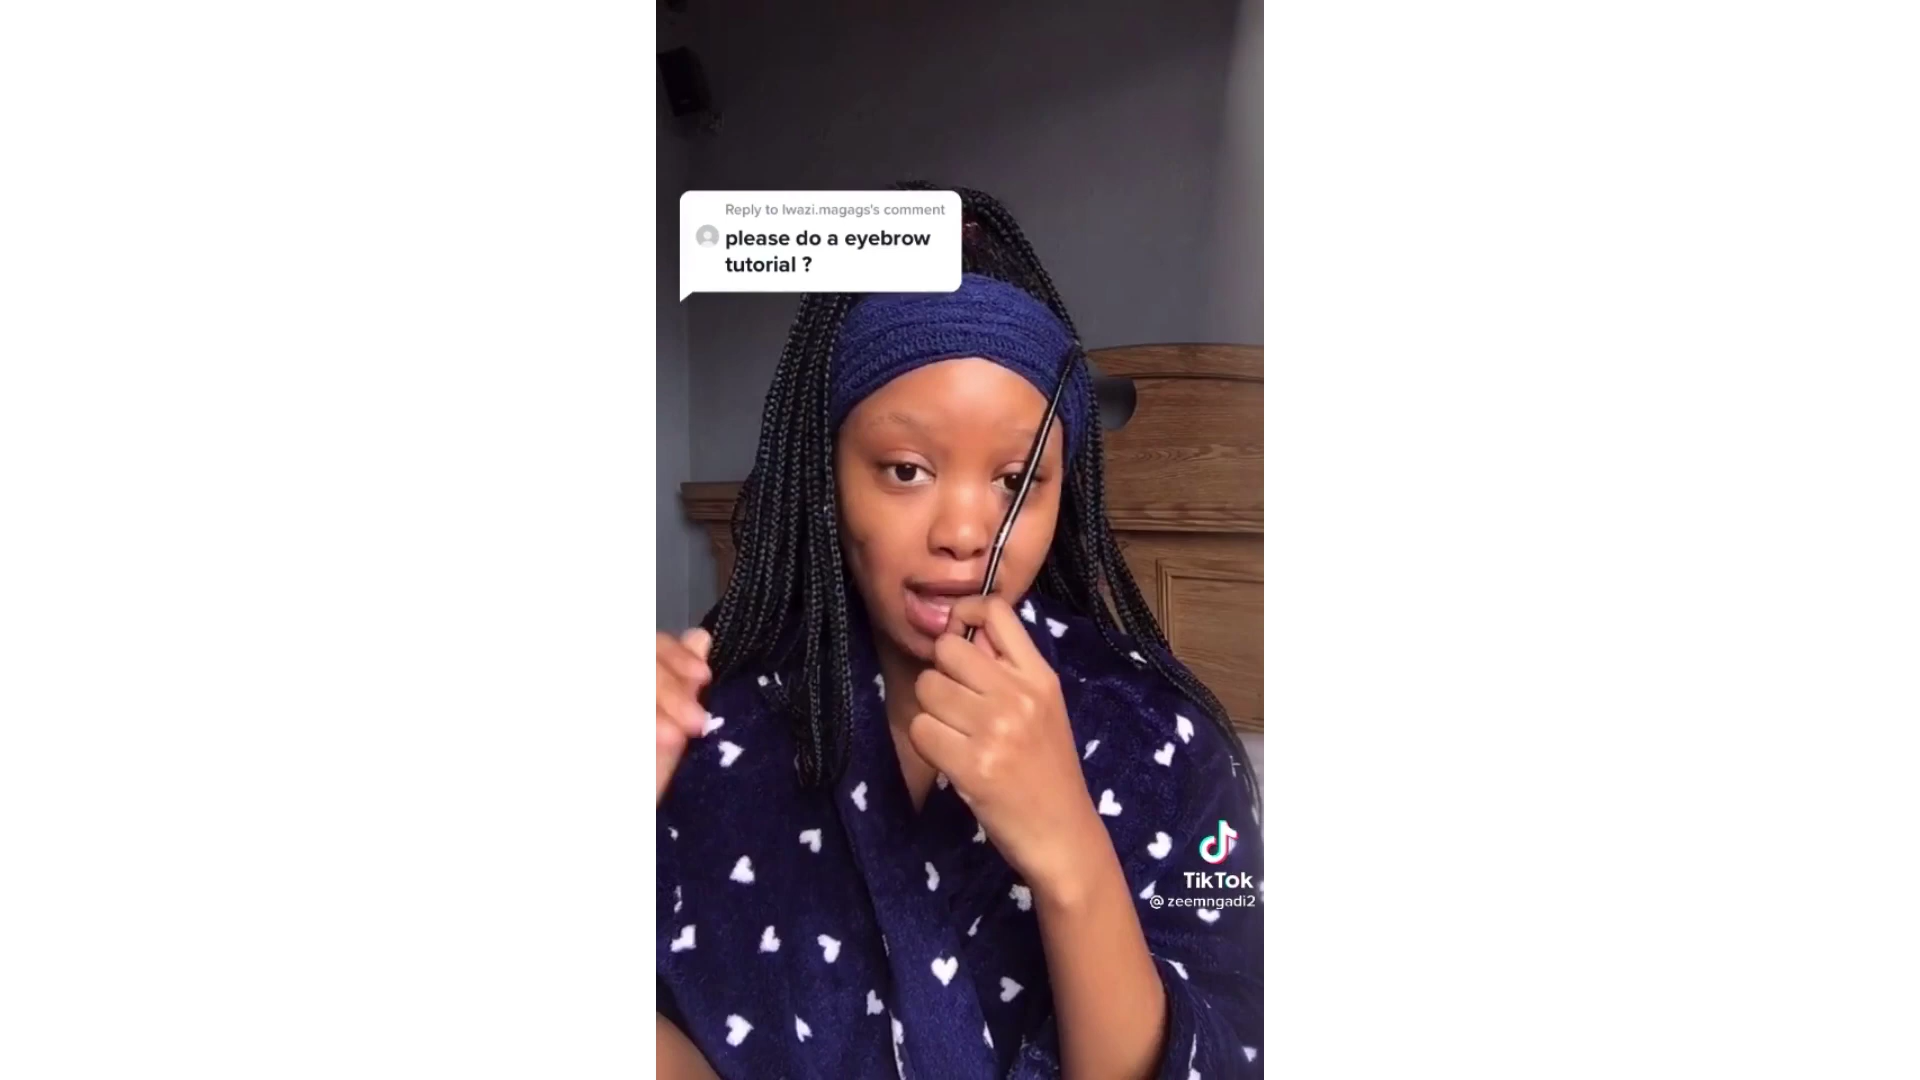 Reply to lwazi.magags's comment
please do a eyebrow
tutorial ?
TikTok
@zeemngadi2